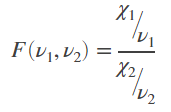 F(ν₁, ν₂) = (χ₁/ν₁)/(χ₂/ν₂)